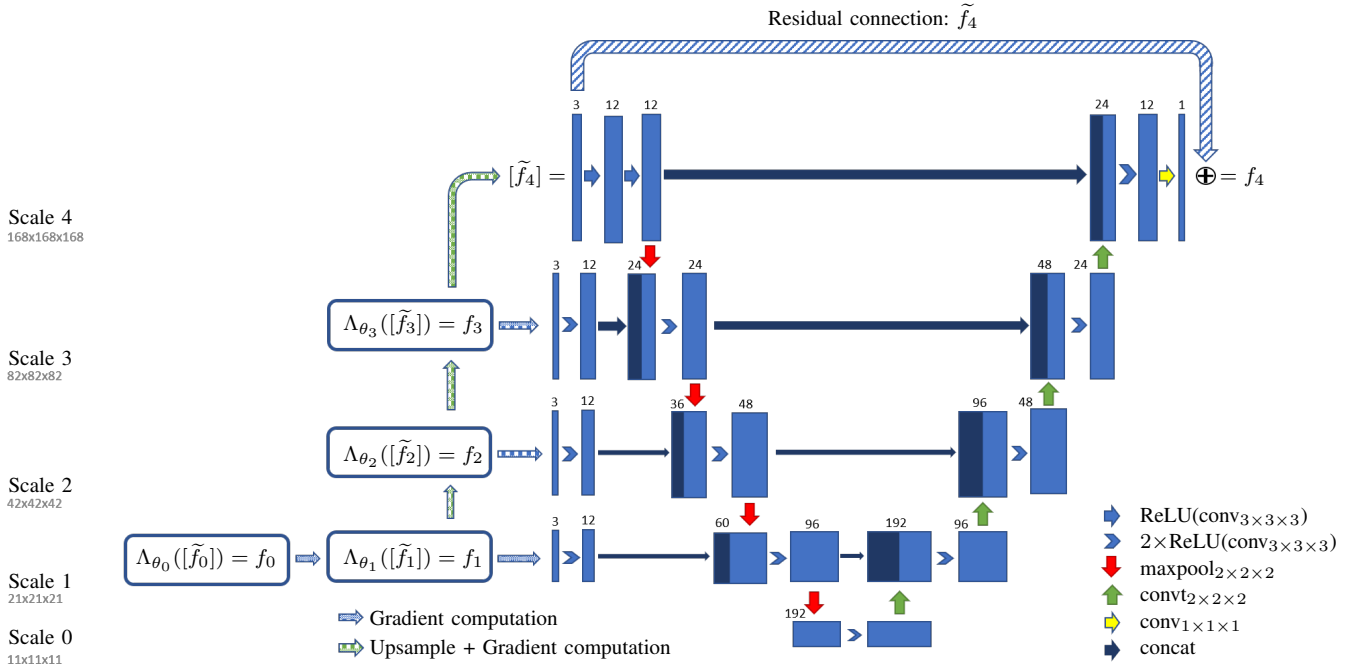 Residual connection: f̃₄
3 12 12 24 12 1
[f̃₄] = ⊕ = f₄
Scale 4
168x168x168
3 12 24 24 48 24
Λ_θ₃([f̃₃]) = f₃
Scale 3
82x82x82
3 12 36 48 96 48
Λ_θ₂([f̃₂]) = f₂
Scale 2
42x42x42
3 12 60 96 192 96
Λ_θ₀([f̃₀]) = f₀ Λ_θ₁([f̃₁]) = f₁
Scale 1
21x21x21
192
Scale 0
11x11x11
Gradient computation
Upsample + Gradient computation
ReLU(conv₃×₃×₃)
2×ReLU(conv₃×₃×₃)
maxpool₂×₂×₂
convt₂×₂×₂
conv₁×₁×₁
concat